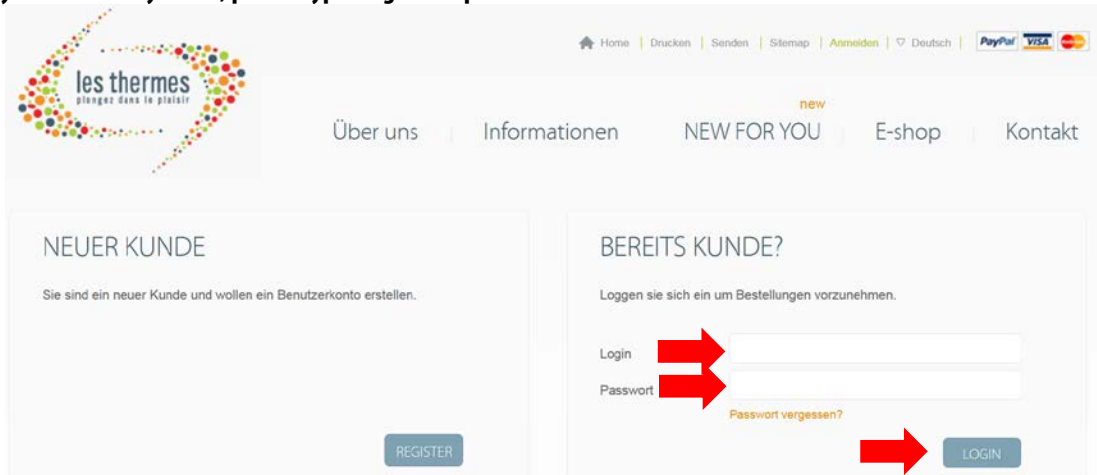 Home | Drucken | Senden | Sitemap | Anmelden | Deutsch | PayPal VISA
les thermes
plongez dans le plaisir
new
Über uns Informationen NEW FOR YOU E-shop Kontakt
NEUER KUNDE
Sie sind ein neuer Kunde und wollen ein Benutzerkonto erstellen.
REGISTER
BEREITS KUNDE?
Loggen sie sich ein um Bestellungen vorzunehmen.
Login
Passwort
Passwort vergessen?
LOGIN